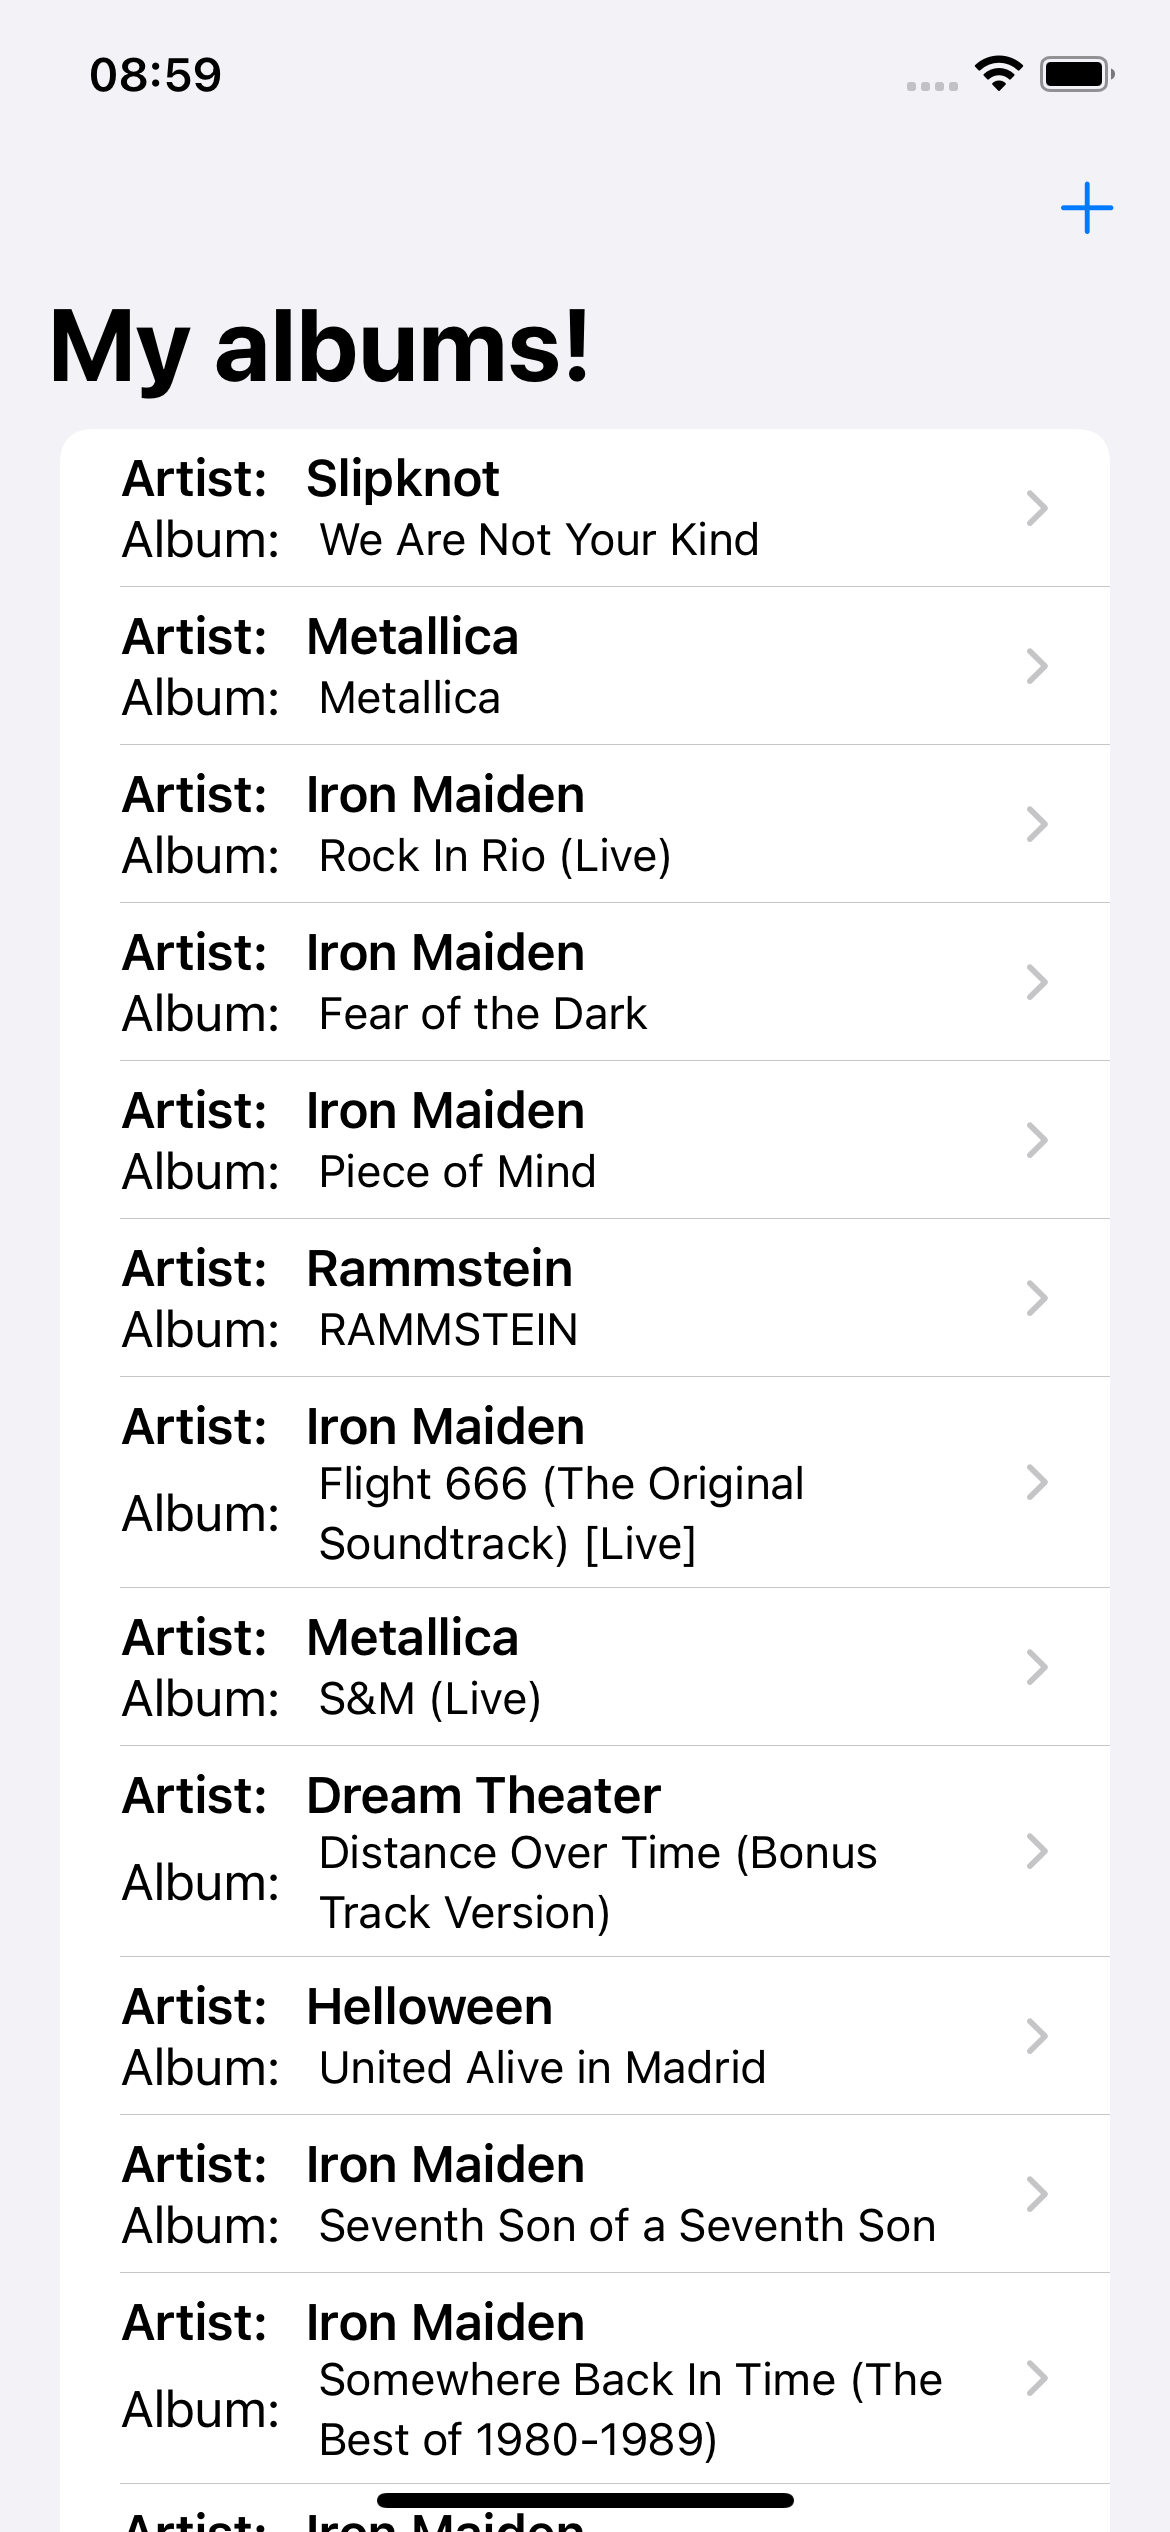 08:59
My albums!
Artist: Slipknot
Album: We Are Not Your Kind
Artist: Metallica
Album: Metallica
Artist: Iron Maiden
Album: Rock In Rio (Live)
Artist: Iron Maiden
Album: Fear of the Dark
Artist: Iron Maiden
Album: Piece of Mind
Artist: Rammstein
Album: RAMMSTEIN
Artist: Iron Maiden
Album: Flight 666 (The Original
Soundtrack) [Live]
Artist: Metallica
Album: S&M (Live)
Artist: Dream Theater
Album: Distance Over Time (Bonus
Track Version)
Artist: Helloween
Album: United Alive in Madrid
Artist: Iron Maiden
Album: Seventh Son of a Seventh Son
Artist: Iron Maiden
Album: Somewhere Back In Time (The
Best of 1980-1989)
Artist: Iron Maiden